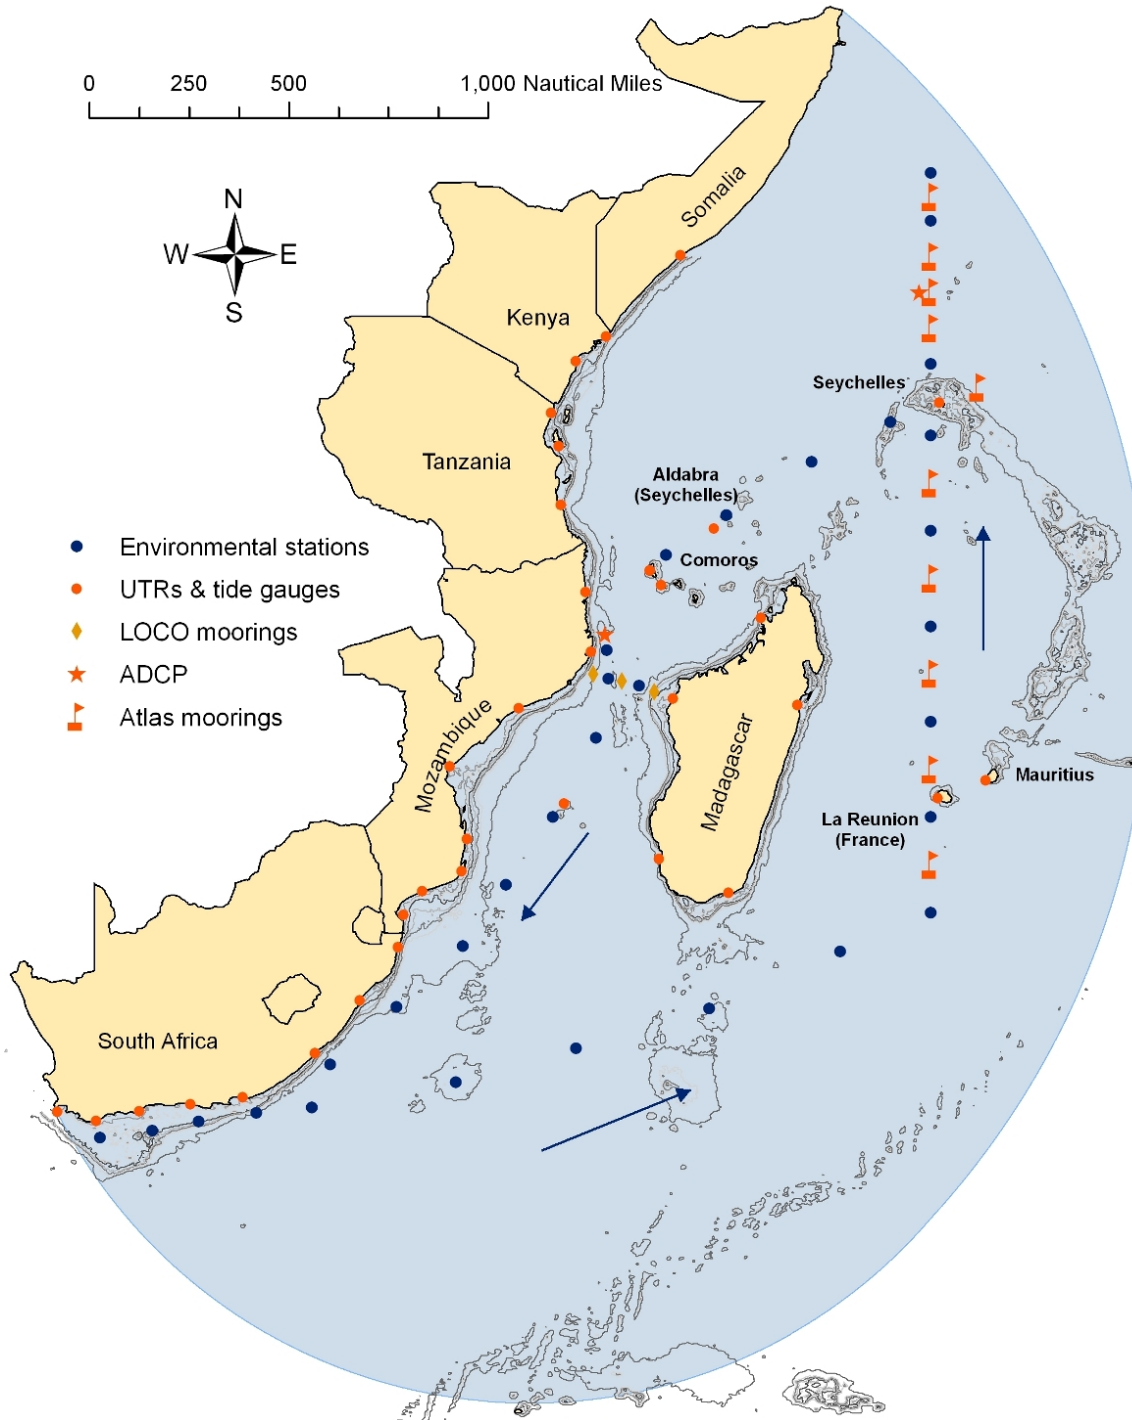 0 250 500 1,000 Nautical Miles
N
W E
S
Somalia
Kenya
Seychelles
Tanzania
Aldabra
(Seychelles)
Comoros
Environmental stations
UTRs & tide gauges
LOCO moorings
ADCP
Atlas moorings
Mozambique
Madagascar
Mauritius
La Reunion
(France)
South Africa